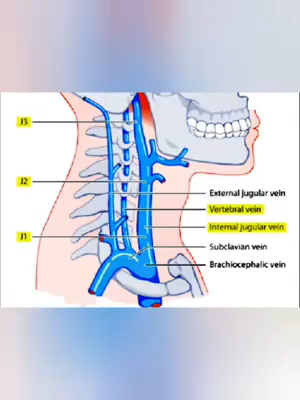 J3
J2
External jugular vein
Vertebral vein
Internal jugular vein
J1
Subclavian vein
Brachiocephalic vein